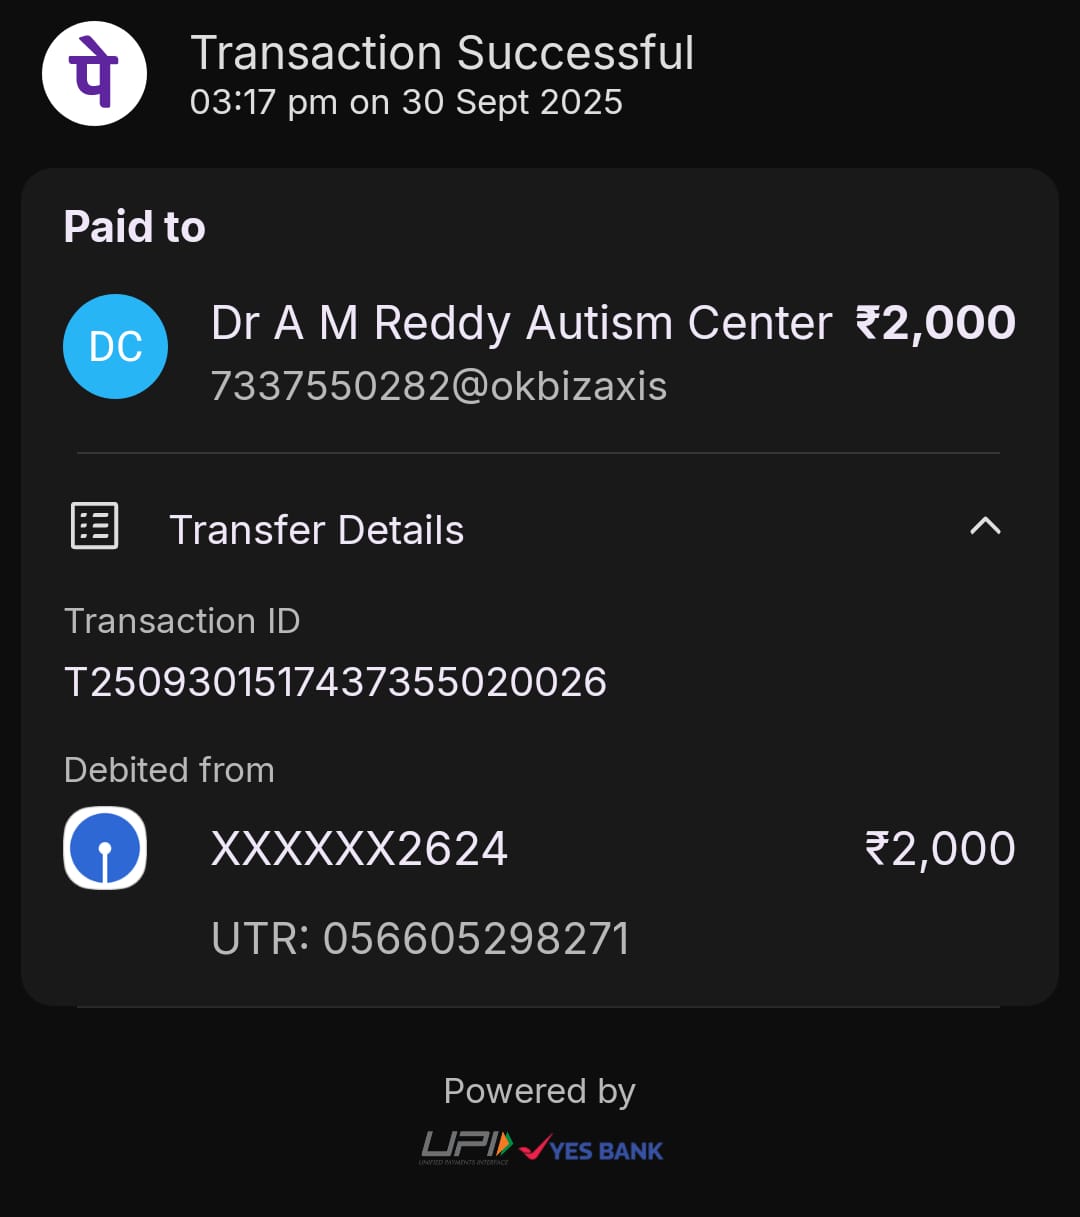 पे
Transaction Successful
03:17 pm on 30 Sept 2025
Paid to
DC
Dr A M Reddy Autism Center ₹2,000
7337550282@okbizaxis
Transfer Details
Transaction ID
T2509301517437355020026
Debited from
XXXXXX2624 ₹2,000
UTR: 056605298271
Powered by
UPI YES BANK
UNIFIED PAYMENTS INTERFACE